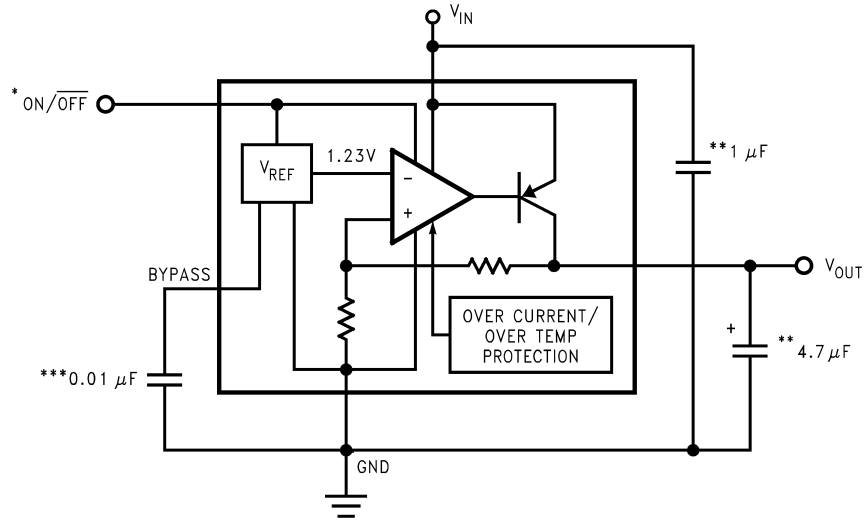 V_IN
* ON/O̅F̅F̅
**1 μF
1.23V
V_REF
−
+
BYPASS
V_OUT
OVER CURRENT/
OVER TEMP
PROTECTION
+
**4.7 μF
***0.01 μF
GND